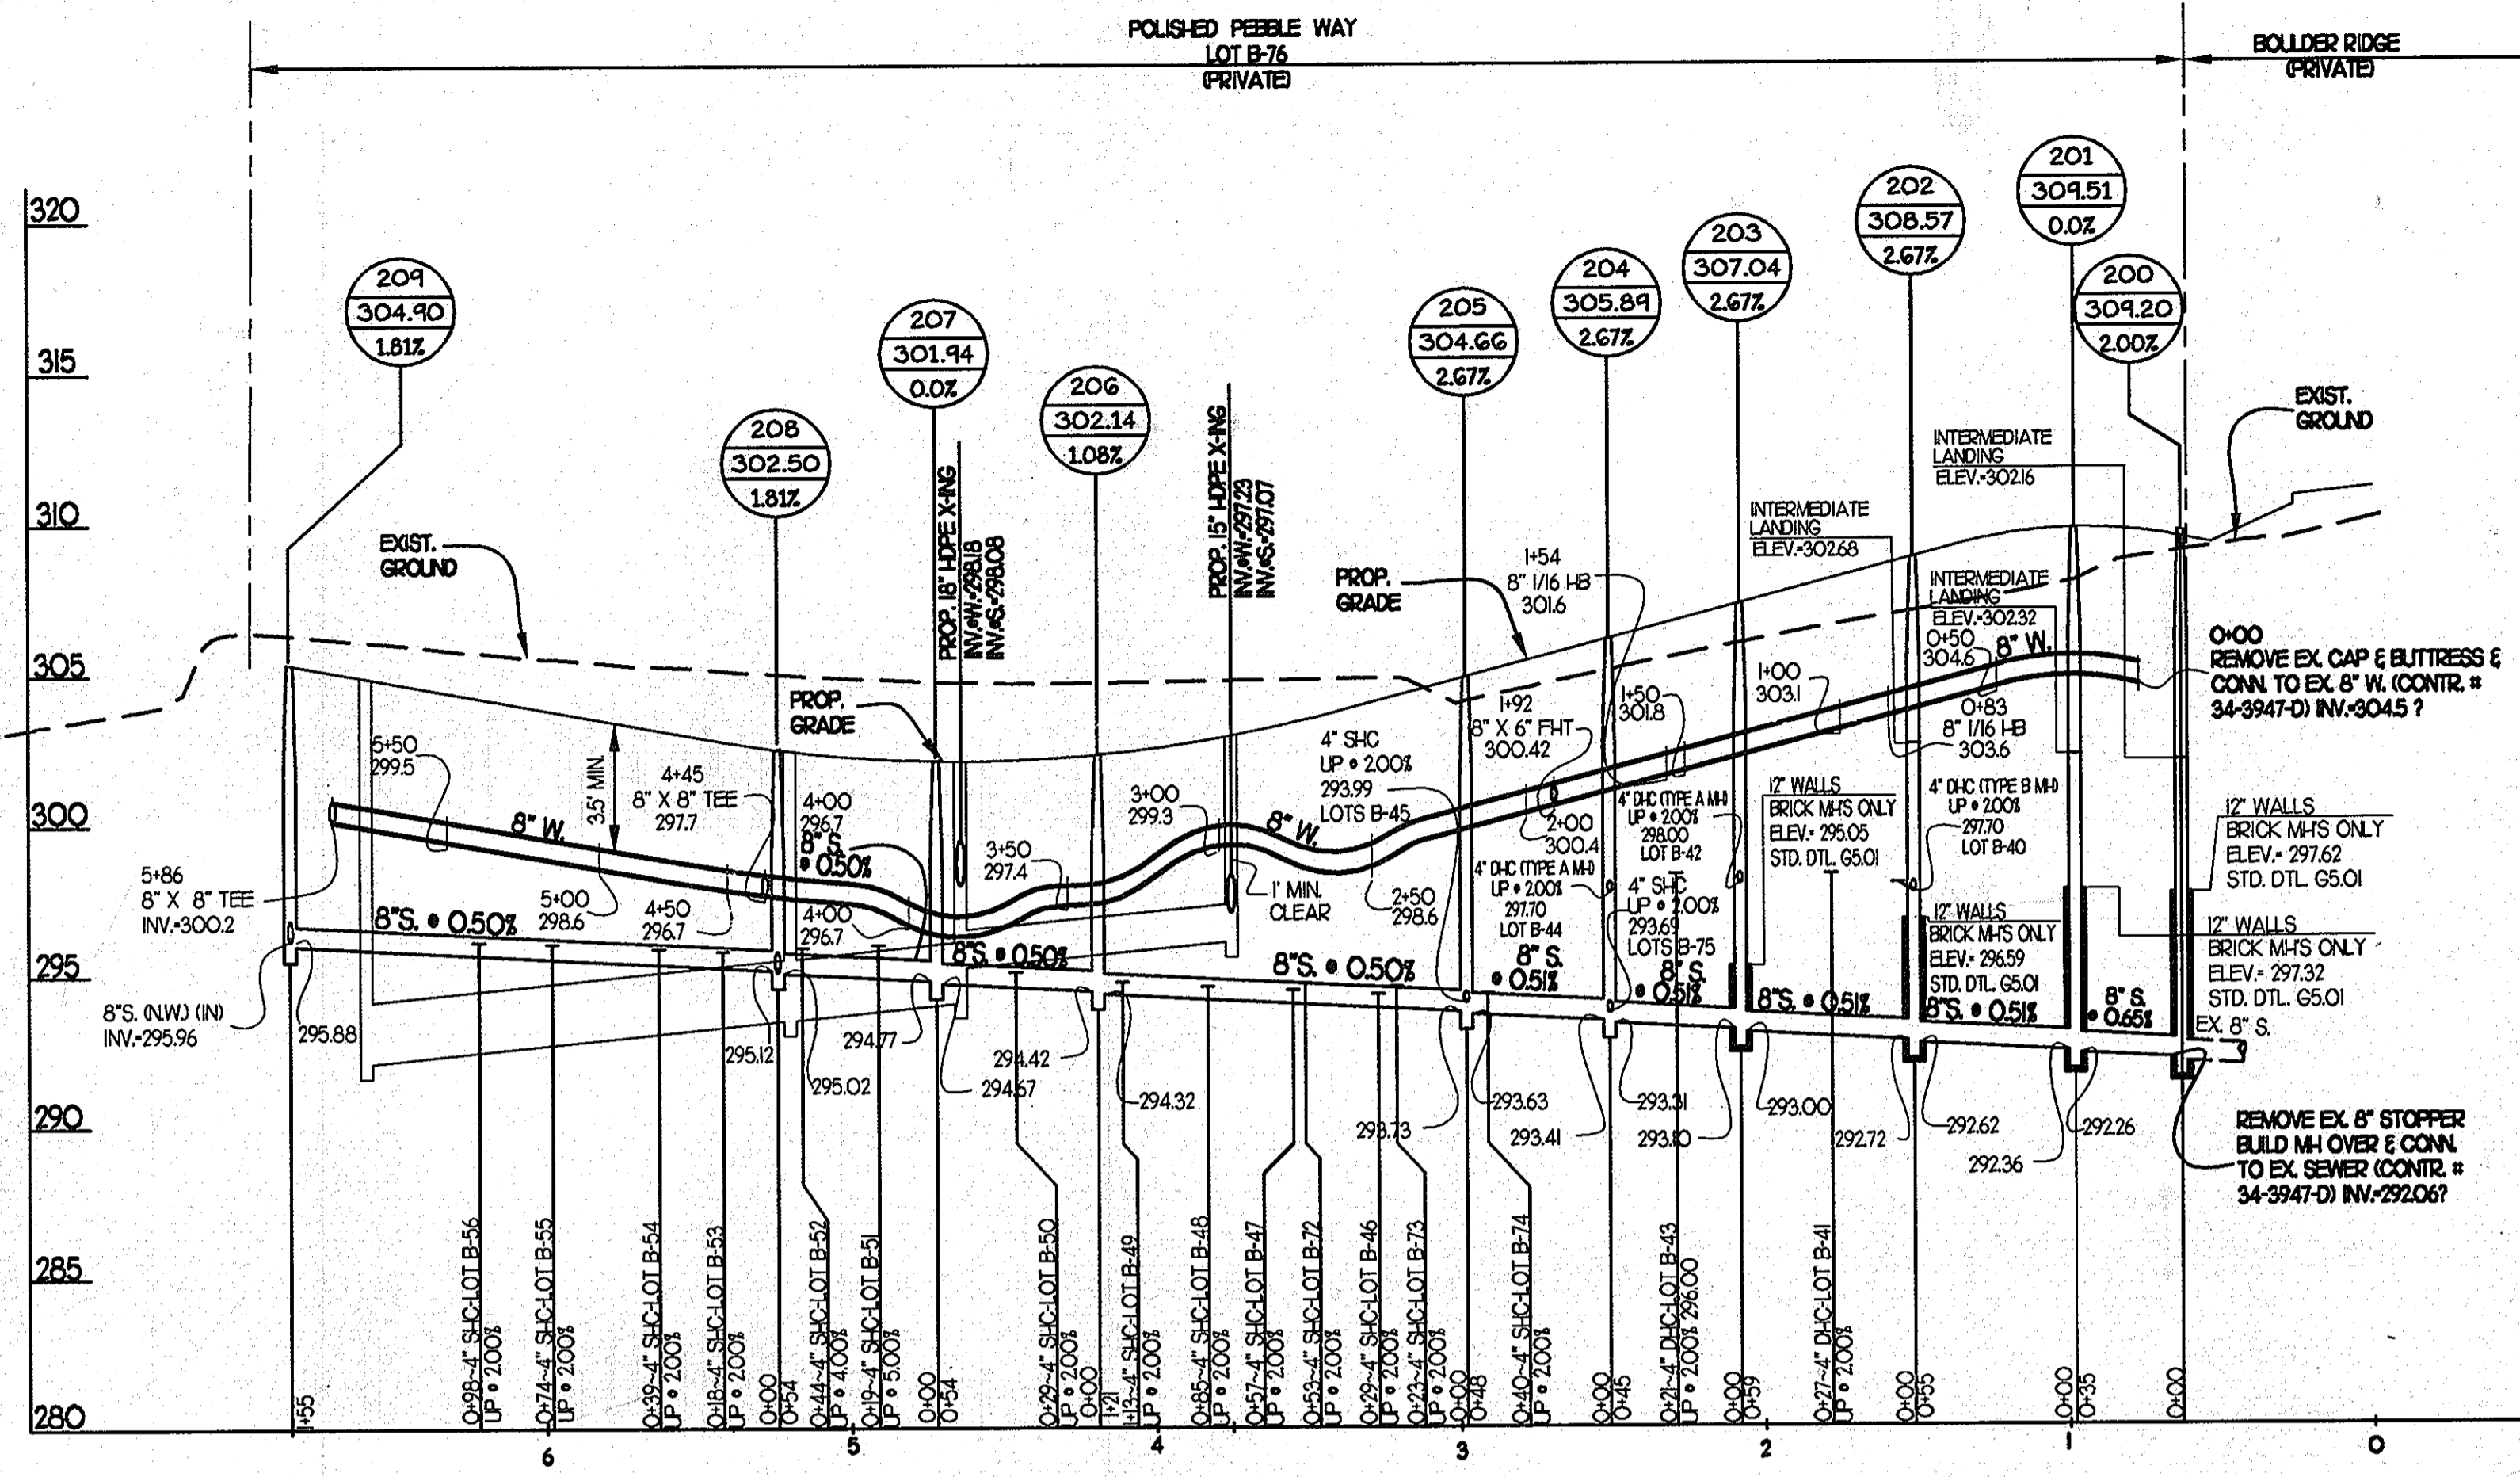 POLISHED PEBBLE WAY
LOT B-76
(PRIVATE)
BOULDER RIDGE
(PRIVATE)
320
315
310
305
300
295
290
285
280
209
304.90
1.81%
208
302.50
1.81%
207
301.94
0.0%
206
302.14
1.08%
205
304.66
2.67%
204
305.89
2.67%
203
307.04
2.67%
202
308.57
2.67%
201
309.51
0.0%
200
309.20
2.00%
EXIST.
GROUND
PROP. 18" HDPE X-ING
INV.@W.=298.18
INV.@S.=298.08
PROP. 15" HDPE X-ING
INV.@W.=297.23
INV.@S.=297.07
PROP.
GRADE
PROP.
GRADE
EXIST.
GROUND
INTERMEDIATE
LANDING
ELEV.=302.16
INTERMEDIATE
LANDING
ELEV.=302.68
INTERMEDIATE
LANDING
ELEV.=302.32
1+54
8" 1/16 HB
301.6
0+50
304.6
8" W.
0+00
REMOVE EX. CAP & BUTTRESS &
CONN. TO EX. 8" W. (CONTR. #
34-3947-D) INV.=304.5 ?
1+00
303.1
0+83
8" 1/16 HB
303.6
1+50
301.8
1+92
8" X 6" FHT
300.42
2+00
300.4
4" SHC
UP @ 2.00%
293.99
LOTS B-45
8" W.
2+50
298.6
1' MIN.
CLEAR
3+00
299.3
3+50
297.4
4+00
296.7
8" S.
@ 0.50%
4+00
296.7
4+45
8" X 8" TEE
297.7
4+50
296.7
3.5' MIN.
5+00
298.6
8" W.
5+50
299.5
5+86
8" X 8" TEE
INV.=300.2
8"S. @ 0.50%
8"S. @ 0.50%
8"S. @ 0.50%
4" DHC (TYPE A MH)
UP @ 2.00%
297.70
LOT B-44
8" S.
@ 0.51%
4" DHC (TYPE A MH)
UP @ 2.00%
298.00
LOT B-42
4" SHC
UP @ 2.00%
293.69
LOTS B-75
8" S.
@ 0.51%
12" WALLS
BRICK MH'S ONLY
ELEV.= 295.05
STD. DTL. G5.01
8"S. @ 0.51%
4" DHC (TYPE B MH)
UP @ 2.00%
297.70
LOT B-40
12" WALLS
BRICK MH'S ONLY
ELEV.= 296.59
STD. DTL. G5.01
8"S. @ 0.51%
8" S.
@ 0.65%
12" WALLS
BRICK MH'S ONLY
ELEV.= 297.62
STD. DTL. G5.01
12" WALLS
BRICK MH'S ONLY
ELEV.= 297.32
STD. DTL. G5.01
EX. 8" S.
8"S. (N.W.) (IN)
INV.=295.96
295.88
295.12
295.02
294.77
294.67
294.42
294.32
293.73
293.63
293.41
293.31
293.10
293.00
292.72
292.62
292.36
292.26
REMOVE EX. 8" STOPPER
BUILD MH OVER & CONN.
TO EX. SEWER (CONTR. #
34-3947-D) INV.=292.06?
1+55
0+98~4" SHC-LOT B-56
UP @ 2.00%
0+74~4" SHC-LOT B-55
UP @ 2.00%
0+39~4" SHC-LOT B-54
UP @ 2.00%
0+18~4" SHC-LOT B-53
UP @ 2.00%
0+00
0+54
0+44~4" SHC-LOT B-52
UP @ 4.00%
0+19~4" SHC-LOT B-51
UP @ 5.00%
0+00
0+54
0+29~4" SHC-LOT B-50
UP @ 2.00%
0+00
1+21
1+13~4" SHC-LOT B-49
UP @ 2.00%
0+85~4" SHC-LOT B-48
UP @ 2.00%
0+57~4" SHC-LOT B-47
UP @ 2.00%
0+53~4" SHC-LOT B-72
UP @ 2.00%
0+29~4" SHC-LOT B-46
UP @ 2.00%
0+23~4" SHC-LOT B-73
UP @ 2.00%
0+00
0+48
0+40~4" SHC-LOT B-74
UP @ 2.00%
0+00
0+45
0+21~4" DHC-LOT B-43
UP @ 2.00% 296.00
0+00
0+59
0+27~4" DHC-LOT B-41
UP @ 2.00%
0+00
0+55
0+00
0+35
0+00
6
5
4
3
2
1
0